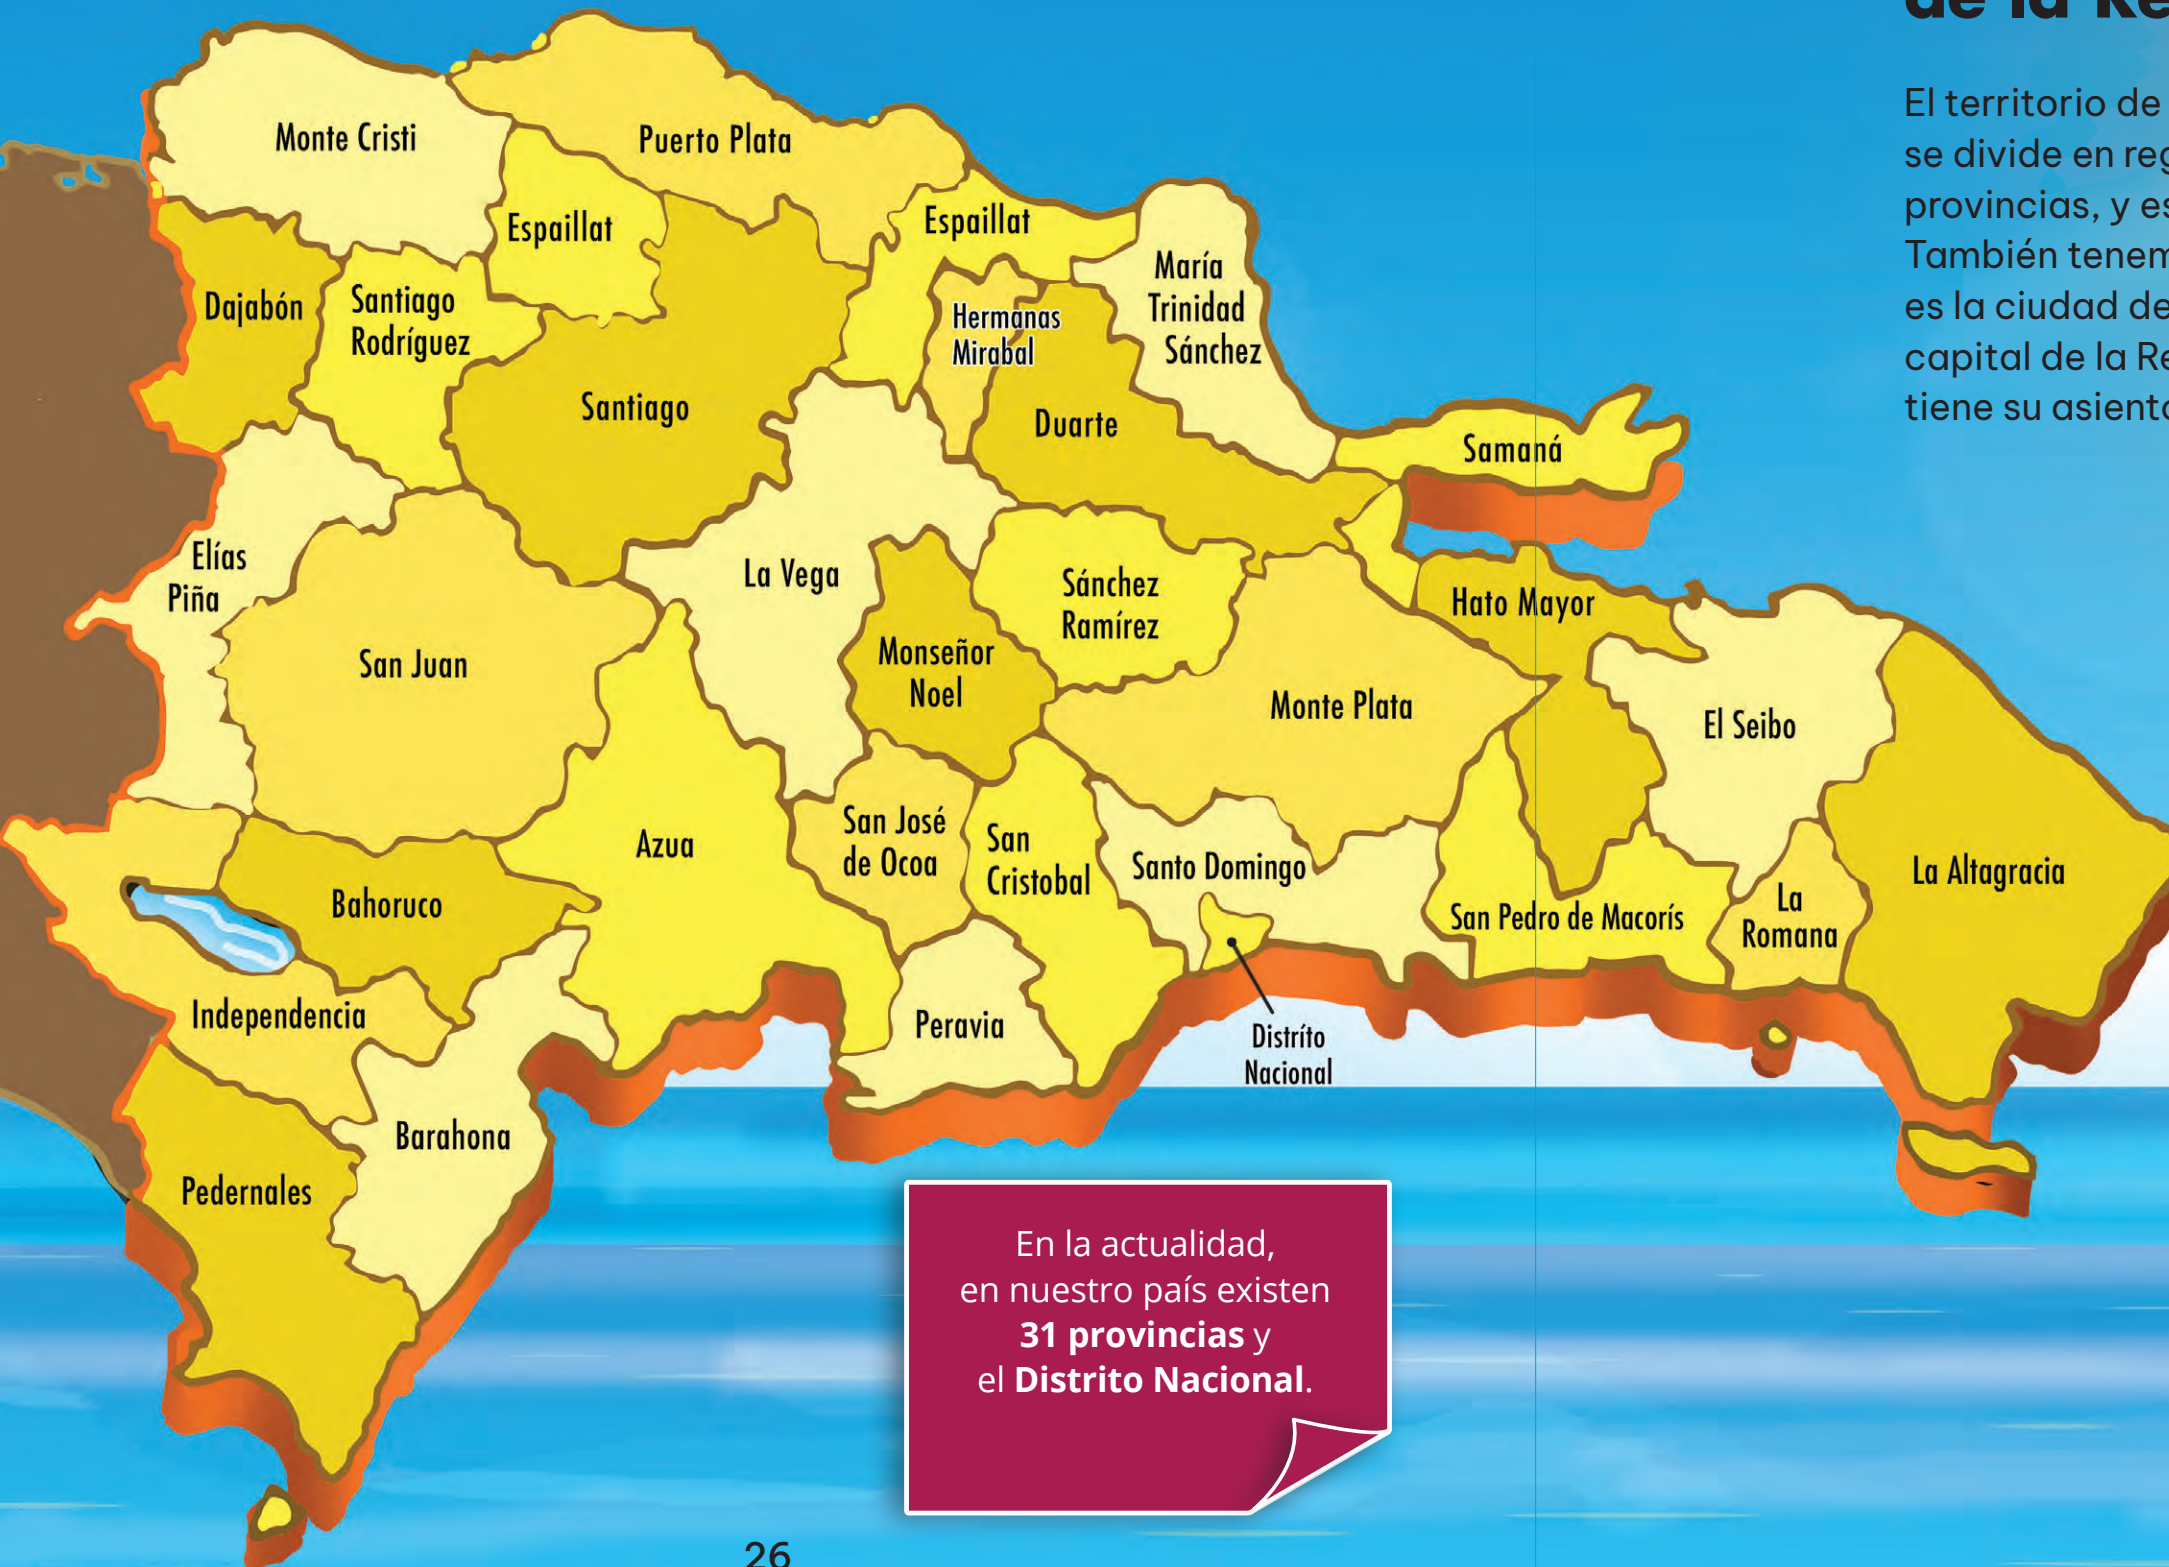 de la Re
El territorio de
se divide en reg
provincias, y es
También tenem
es la ciudad de
capital de la Re
tiene su asiento
Monte Cristi
Puerto Plata
Espaillat
Espaillat
María
Trinidad
Sánchez
Dajabón
Santiago
Rodríguez
Hermanas
Mirabal
Santiago
Duarte
Samaná
Elías
Piña
La Vega
Sánchez
Ramírez
Hato Mayor
San Juan
Monseñor
Noel
Monte Plata
El Seibo
Azua
San José
de Ocoa
San
Cristobal
Santo Domingo
La Altagracia
Bahoruco
San Pedro de Macorís
La
Romana
Independencia
Peravia
Distríto
Nacional
Barahona
Pedernales
En la actualidad,
en nuestro país existen
31 provincias y
el Distrito Nacional.
26